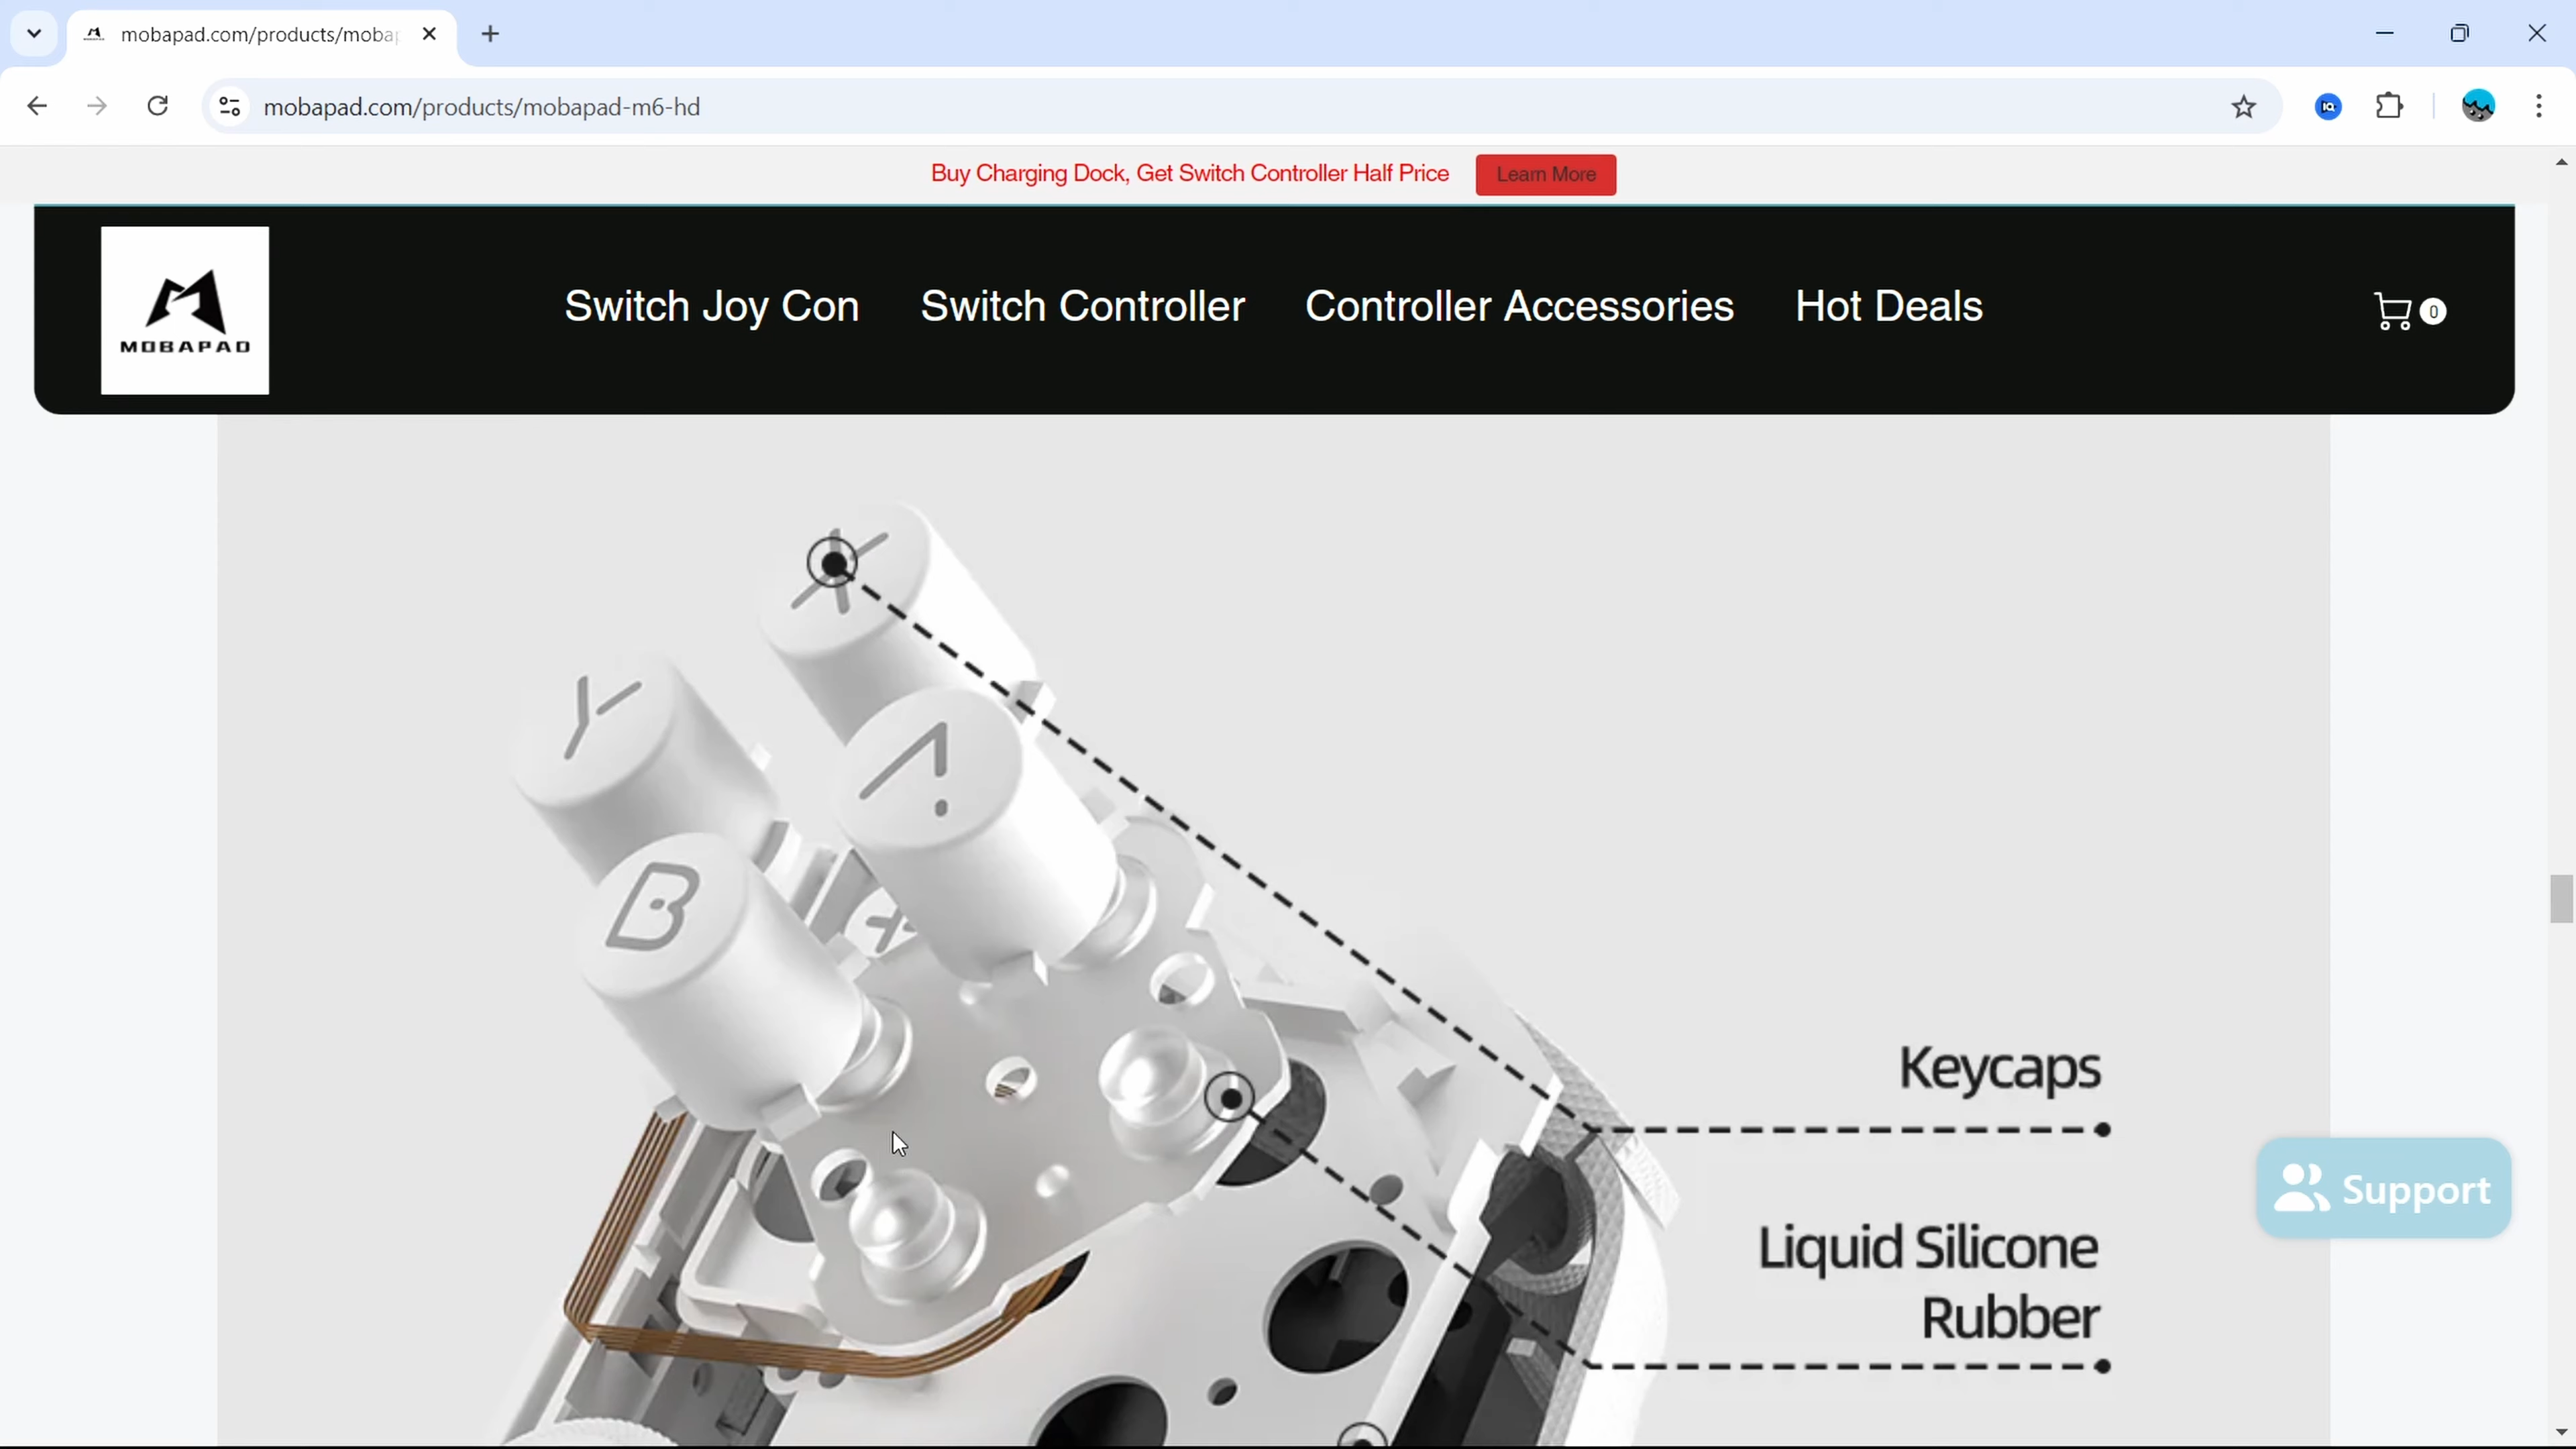 mobapad.com/products/mobap
mobapad.com/products/mobapad-m6-hd
Buy Charging Dock, Get Switch Controller Half Price
Learn More
MOBAPAD
Switch Joy Con
Switch Controller
Controller Accessories
Hot Deals
0
X
Y
A
B
+
Keycaps
Liquid Silicone
Rubber
Support